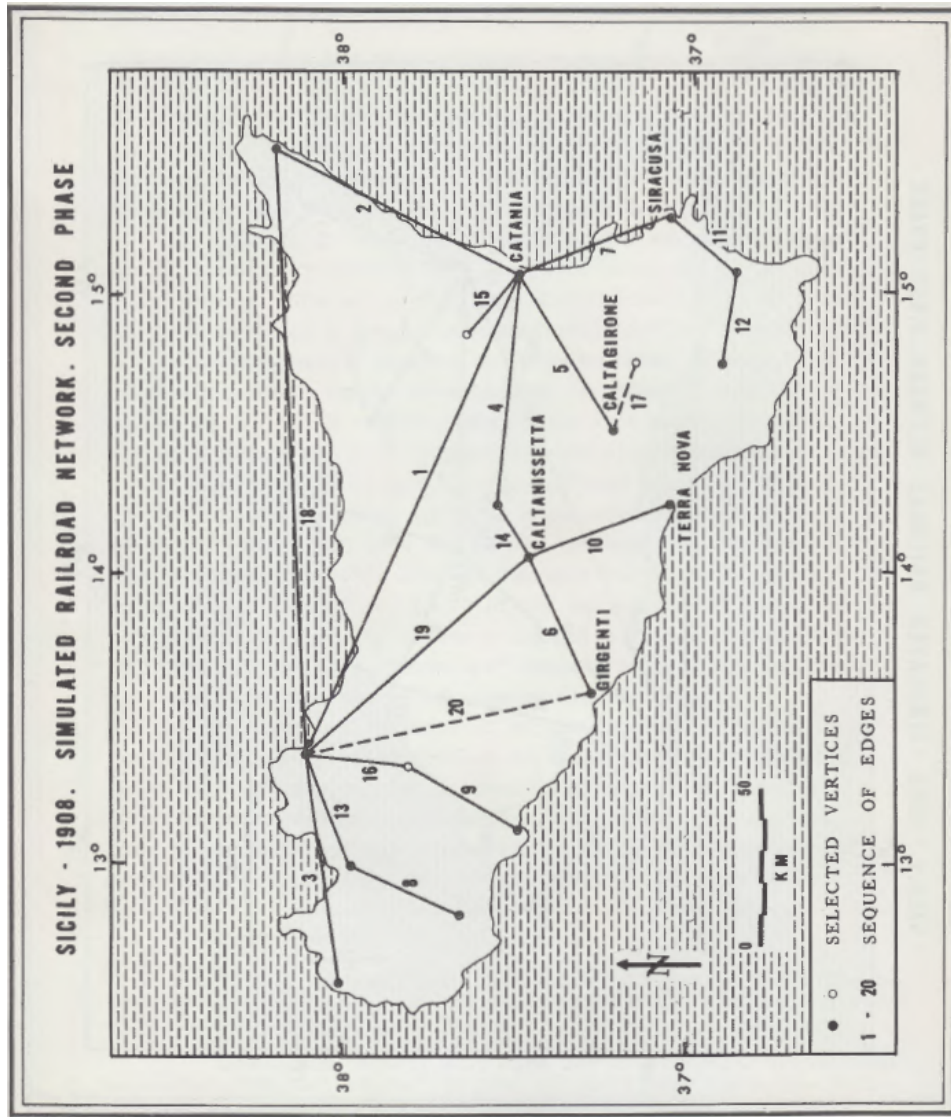 SICILY - 1908. SIMULATED RAILROAD NETWORK. SECOND PHASE
13°
14°
15°
38°
38°
37°
37°
13°
14°
15°
18
2
3
13
16
20
19
1
15
CATANIA
8
9
4
14
CALTANISSETTA
5
7
6
10
CALTAGIRONE
17
SIRACUSA
GIRGENTI
TERRA NOVA
11
12
N
0 50
KM
SELECTED VERTICES
1 - 20 SEQUENCE OF EDGES